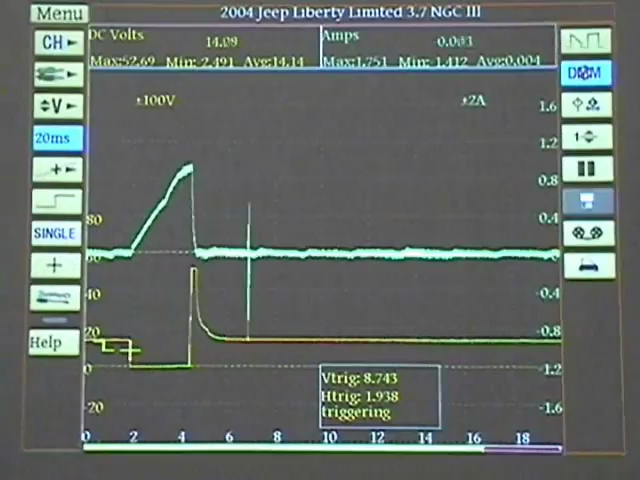 Menu
2004 Jeep Liberty Limited 3.7 NGC III
CH
DC Volts
14.09
Amps
Max:52.69 Min:-2.491 Avg:14.14
Max:1.751 Min:-1.412 Avg:0.004
±100V
±2A
1.6
V
1.2
20ms
0.8
80
0.4
SINGLE
60
40
-0.4
20
-0.8
Help
0
-1.2
Vtrig: 8.743
Htrig: 1.938
triggering
-20
-1.6
0 2 4 6 8 10 12 14 16 18